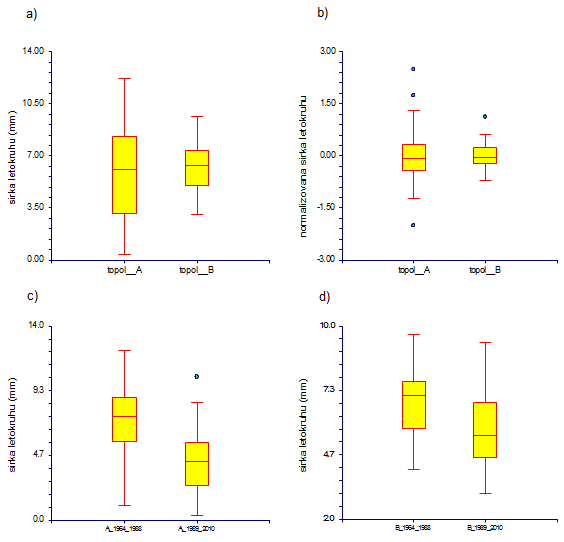 a)
14.00
10.50
7.00
3.50
0.00
sirka letokruhu (mm)
topol__A
topol__B
b)
3.00
1.50
0.00
-1.50
-3.00
normalizovana sirka letokruhu
topol__A
topol__B
c)
14.0
9.3
4.7
0.0
sirka letokruhu (mm)
A_1964_1988
A_1989_2010
d)
10.0
7.3
4.7
2.0
sirka letokruhu (mm)
B_1964_1988
B_1989_2010